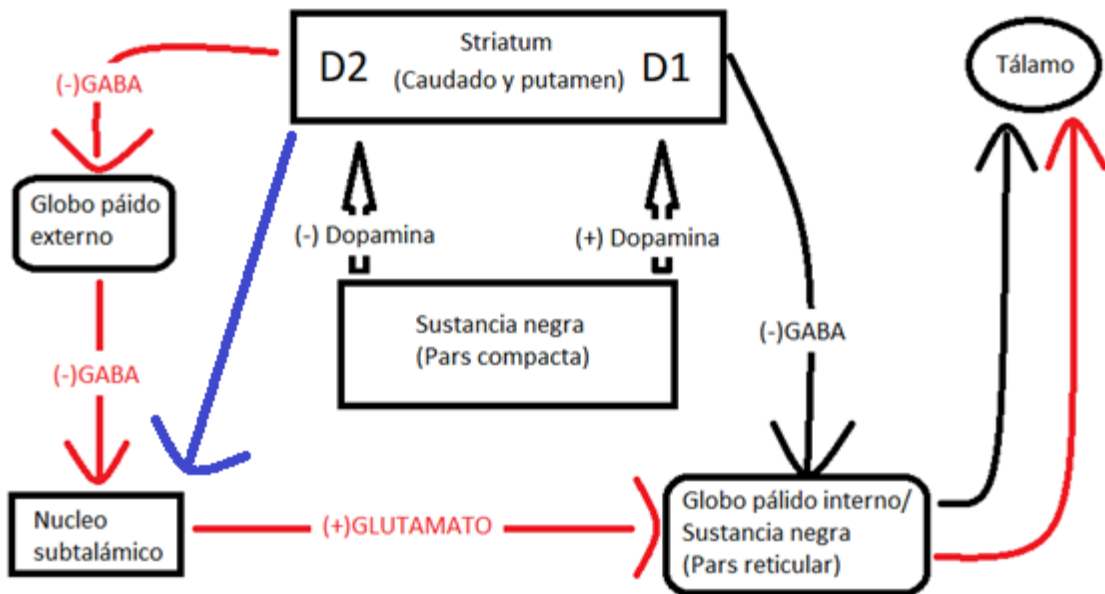 Striatum
D2
(Caudado y putamen)
D1
Tálamo
(-)GABA
Globo páido
externo
(-) Dopamina
(+) Dopamina
Sustancia negra
(Pars compacta)
(-)GABA
(-)GABA
Nucleo
subtalámico
(+)GLUTAMATO
Globo pálido interno/
Sustancia negra
(Pars reticular)